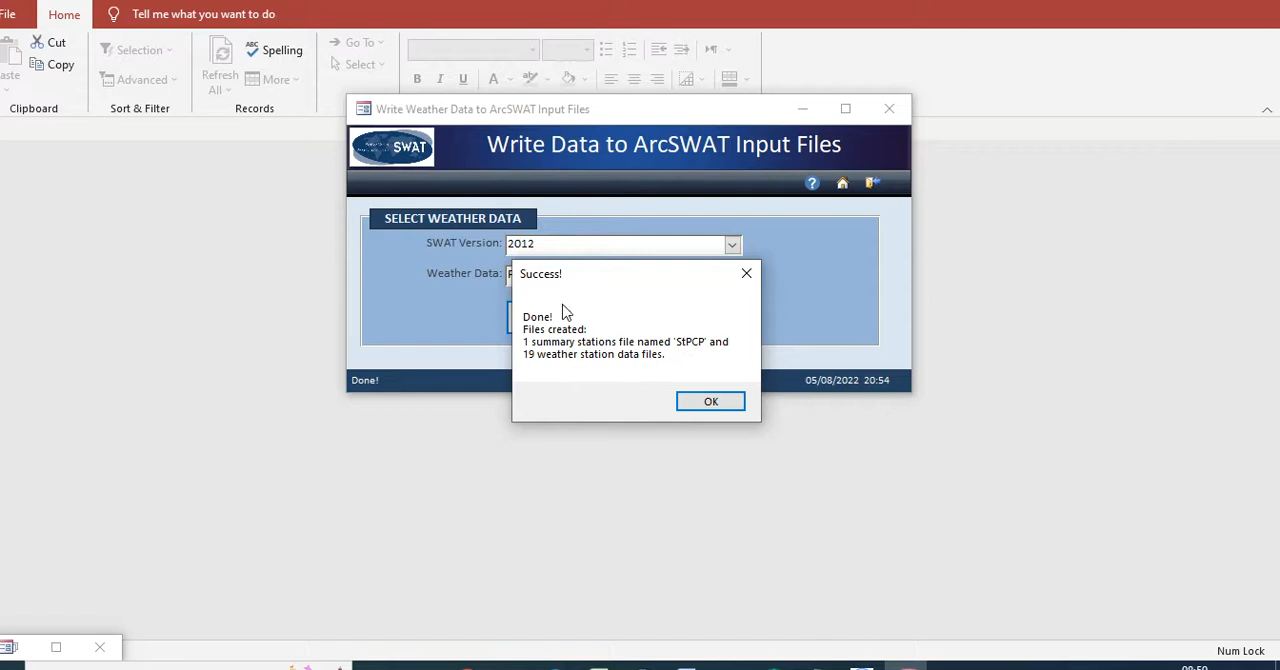 File
Home
Tell me what you want to do
Cut
Copy
Clipboard
Selection
Advanced
Sort & Filter
Refresh
All
ABC
Spelling
More
Records
Go To
Select
B I U A
Write Weather Data to ArcSWAT Input Files
SWAT
Write Data to ArcSWAT Input Files
?
SELECT WEATHER DATA
SWAT Version: 2012
Weather Data:
Success!
Done!
Files created:
1 summary stations file named 'StPCP' and
19 weather station data files.
OK
Done!
05/08/2022 20:54
Num Lock